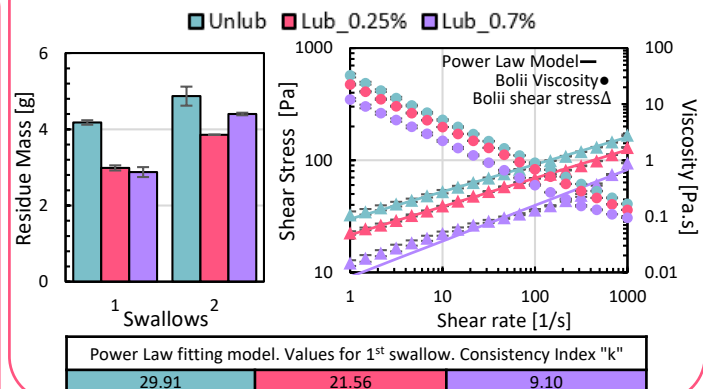 Unlub Lub_0.25% Lub_0.7%
Residue Mass [g]
6
4
2
0
1 2
Swallows
Shear Stress [Pa]
1000
100
10
Power Law Model
Bolii Viscosity
Bolii shear stressΔ
100
10
1
0.1
0.01
Viscosity [Pa.s]
1 10 100 1000
Shear rate [1/s]
Power Law fitting model. Values for 1st swallow. Consistency Index "k"
29.91 21.56 9.10